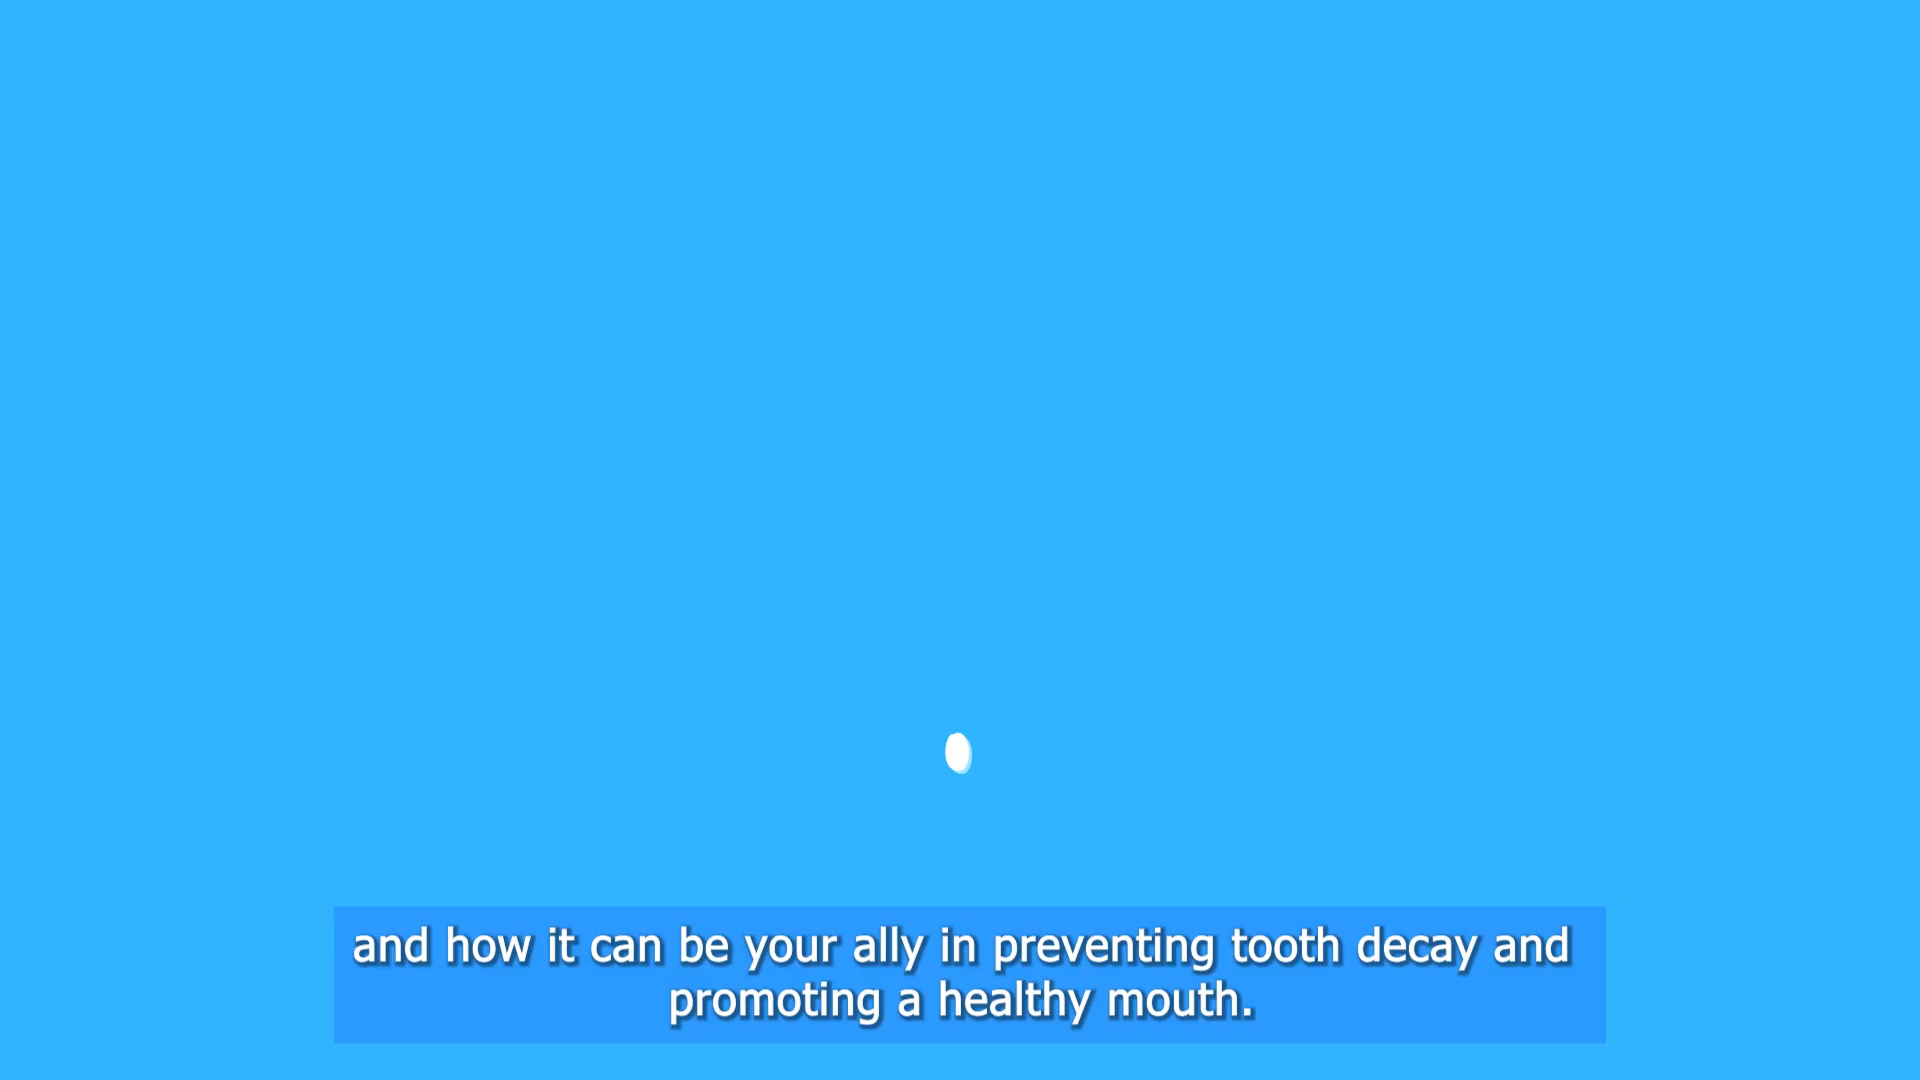 and how it can be your ally in preventing tooth decay and
promoting a healthy mouth.